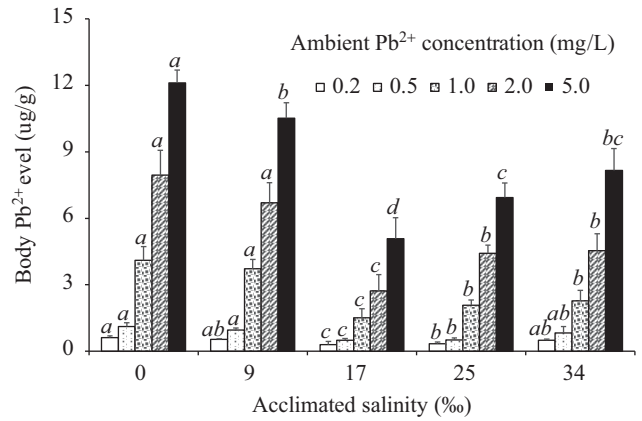 15
12
9
6
3
0
Body Pb²⁺ evel (ug/g)
Ambient Pb²⁺ concentration (mg/L)
0.2 0.5 1.0 2.0 5.0
a a a a a
ab a a a b
c c c c d
b b b b c
ab ab b b bc
0 9 17 25 34
Acclimated salinity (‰)